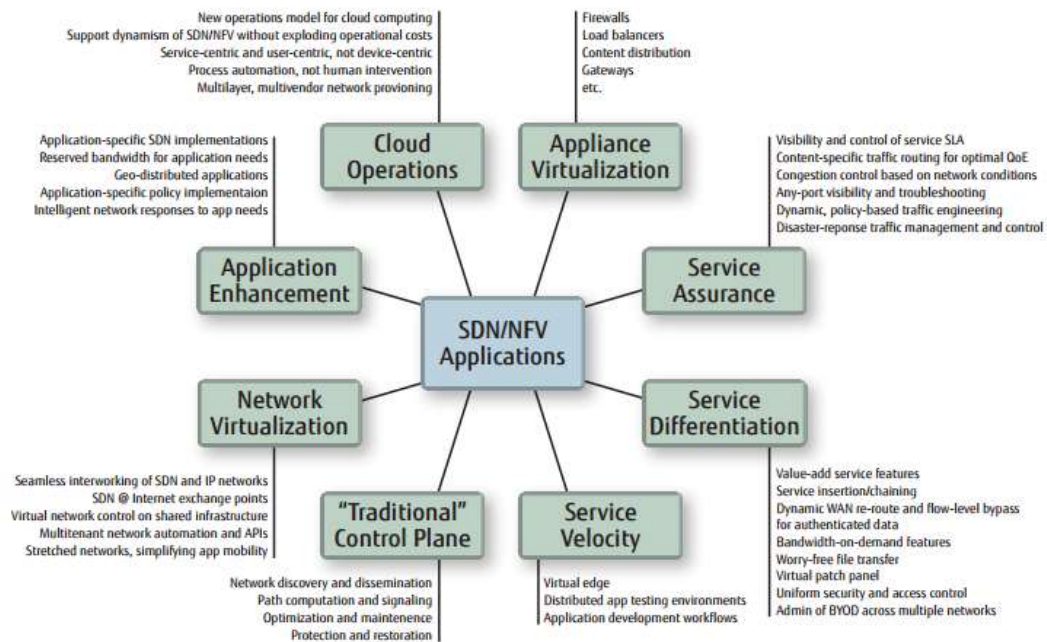 New operations model for cloud computing
Support dynamism of SDN/NFV without exploding operational costs
Service-centric and user-centric, not device-centric
Process automation, not human intervention
Multilayer, multivendor network provioning
Cloud
Operations
Firewalls
Load balancers
Content distribution
Gateways
etc.
Appliance
Virtualization
Application-specific SDN implementations
Reserved bandwidth for application needs
Geo-distributed applications
Application-specific policy implementaion
Intelligent network responses to app needs
Application
Enhancement
Visibility and control of service SLA
Content-specific traffic routing for optimal QoE
Congestion control based on network conditions
Any-port visibility and troubleshooting
Dynamic, policy-based traffic engineering
Disaster-reponse traffic management and control
Service
Assurance
SDN/NFV
Applications
Network
Virtualization
Seamless interworking of SDN and IP networks
SDN @ Internet exchange points
Virtual network control on shared infrastructure
Multitenant network automation and APIs
Stretched networks, simplifying app mobility
Service
Differentiation
Value-add service features
Service insertion/chaining
Dynamic WAN re-route and flow-level bypass
for authenticated data
Bandwidth-on-demand features
Worry-free file transfer
Virtual patch panel
Uniform security and access control
Admin of BYOD across multiple networks
"Traditional"
Control Plane
Network discovery and dissemination
Path computation and signaling
Optimization and maintenence
Protection and restoration
Service
Velocity
Virtual edge
Distributed app testing environments
Application development workflows